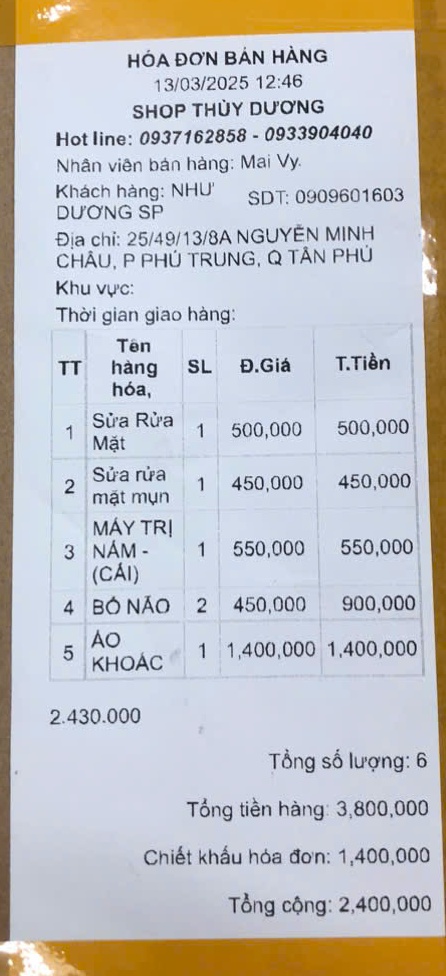 HÓA ĐƠN BÁN HÀNG
13/03/2025 12:46
SHOP THÙY DƯƠNG
Hot line: 0937162858 - 0933904040
Nhân viên bán hàng: Mai Vy.
Khách hàng: NHƯ DƯƠNG SP SDT: 0909601603
Địa chỉ: 25/49/13/8A NGUYỄN MINH
CHÂU, P PHÚ TRUNG, Q TÂN PHÚ
Khu vực:
Thời gian giao hàng:
TT Tên hàng hóa, SL Đ.Giá T.Tiền
1 Sửa Rửa Mặt 1 500,000 500,000
2 Sửa rửa mặt mụn 1 450,000 450,000
3 MÁY TRỊ NÁM - (CÁI) 1 550,000 550,000
4 BỔ NÃO 2 450,000 900,000
5 ÁO KHOÁC 1 1,400,000 1,400,000
2.430.000
Tổng số lượng: 6
Tổng tiền hàng: 3,800,000
Chiết khấu hóa đơn: 1,400,000
Tổng cộng: 2,400,000